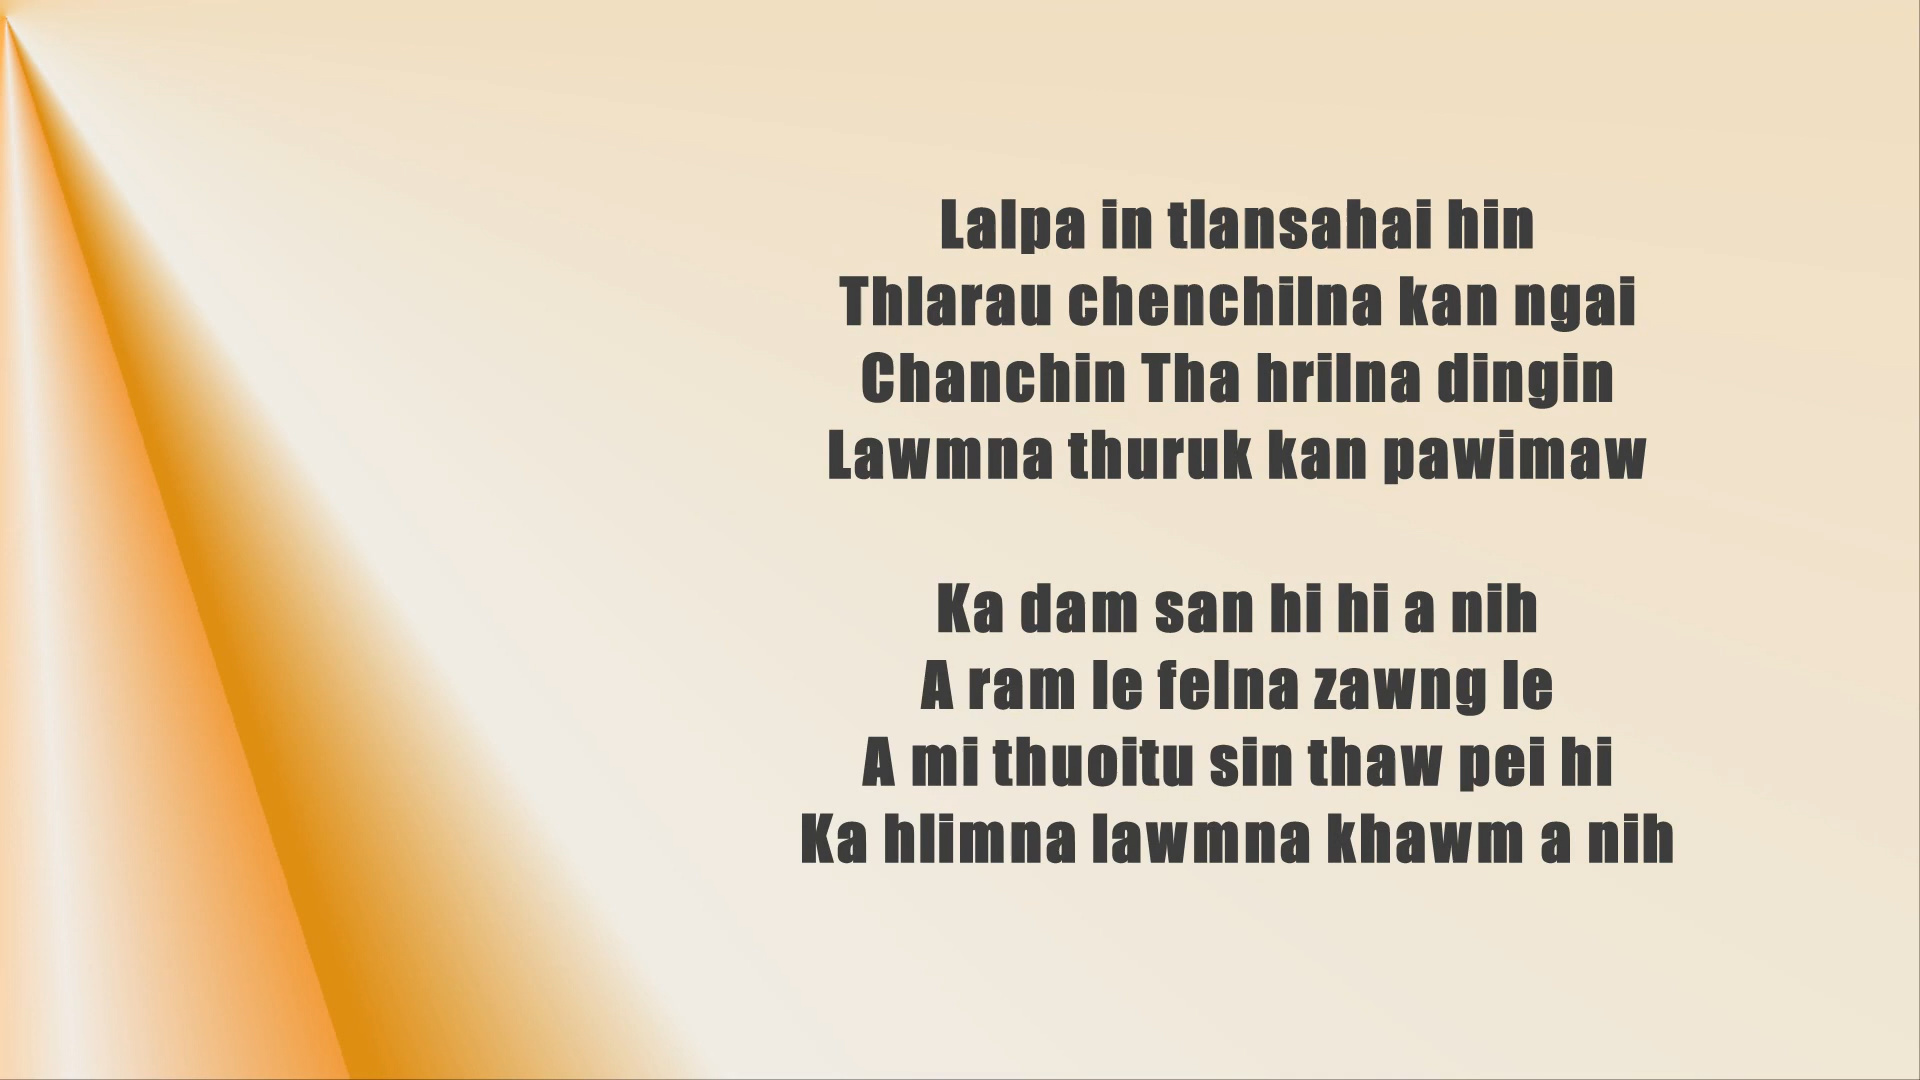 Lalpa in tlansahai hin
Thlarau chenchilna kan ngai
Chanchin Tha hrilna dingin
Lawmna thuruk kan pawimaw
Ka dam san hi hi a nih
A ram le felna zawng le
A mi thuoitu sin thaw pei hi
Ka hlimna lawmna khawm a nih